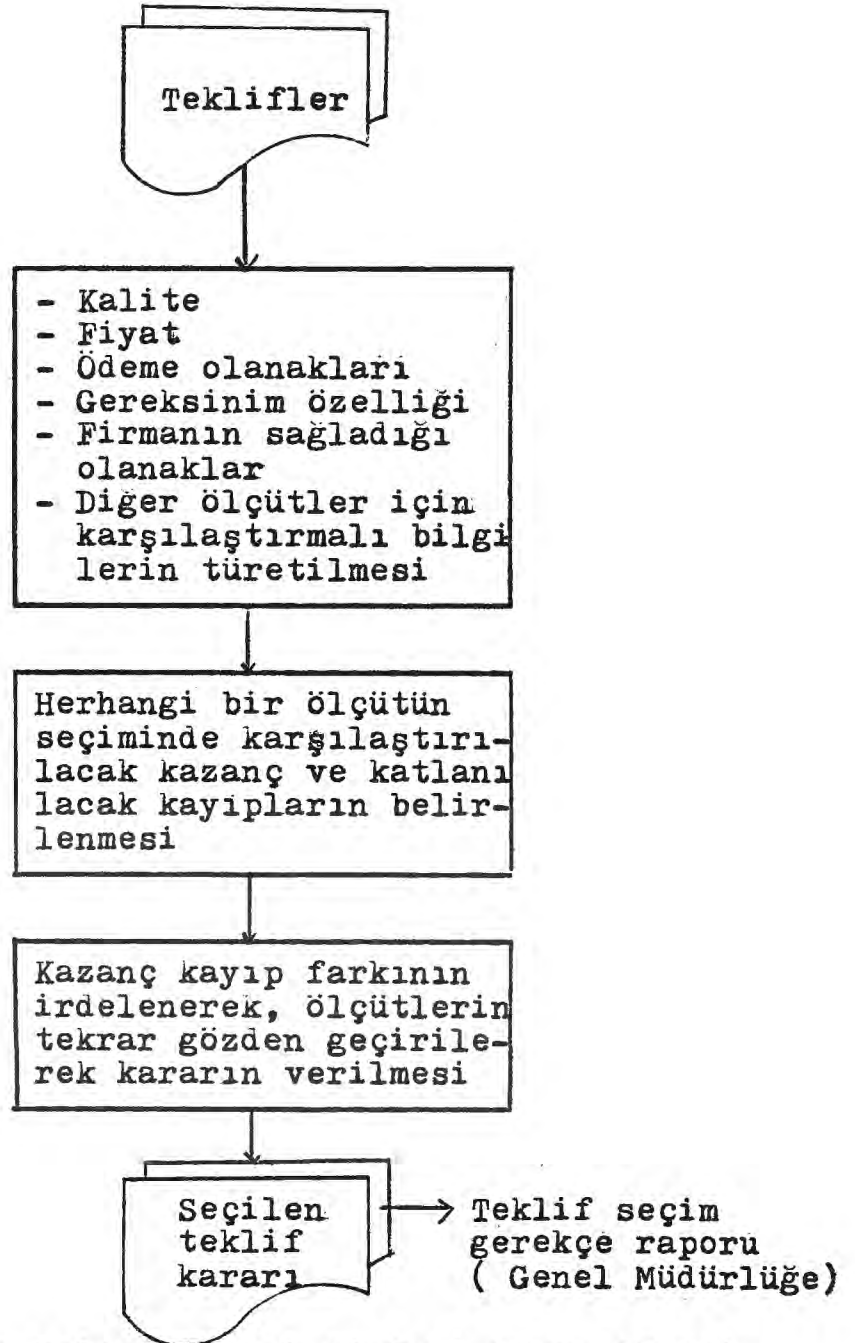 Teklifler
- Kalite
- Fiyat
- Ödeme olanakları
- Gereksinim özelliği
- Firmanın sağladığı
olanaklar
- Diğer ölçütler için
karşılaştırmalı bilgi
lerin türetilmesi
Herhangi bir ölçütün
seçiminde karşılaştırı-
lacak kazanç ve katlanı
lacak kayıpların belir-
lenmesi
Kazanç kayıp farkının
irdelenerek, ölçütlerin
tekrar gözden geçirile-
rek kararın verilmesi
Seçilen
teklif
kararı
Teklif seçim
gerekçe raporu
( Genel Müdürlüğe)